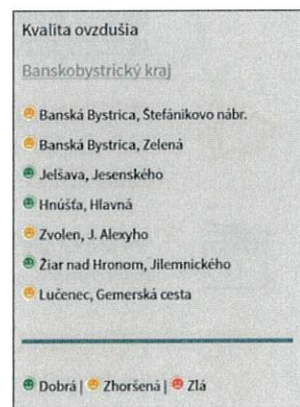 Kvalita ovzdušia
Banskobystrický kraj
Banská Bystrica, Štefánikovo nábr.
Banská Bystrica, Zelená
Jelšava, Jesenského
Hnúšťa, Hlavná
Zvolen, J. Alexyho
Žiar nad Hronom, Jilemnického
Lučenec, Gemerská cesta
Dobrá | Zhoršená | Zlá